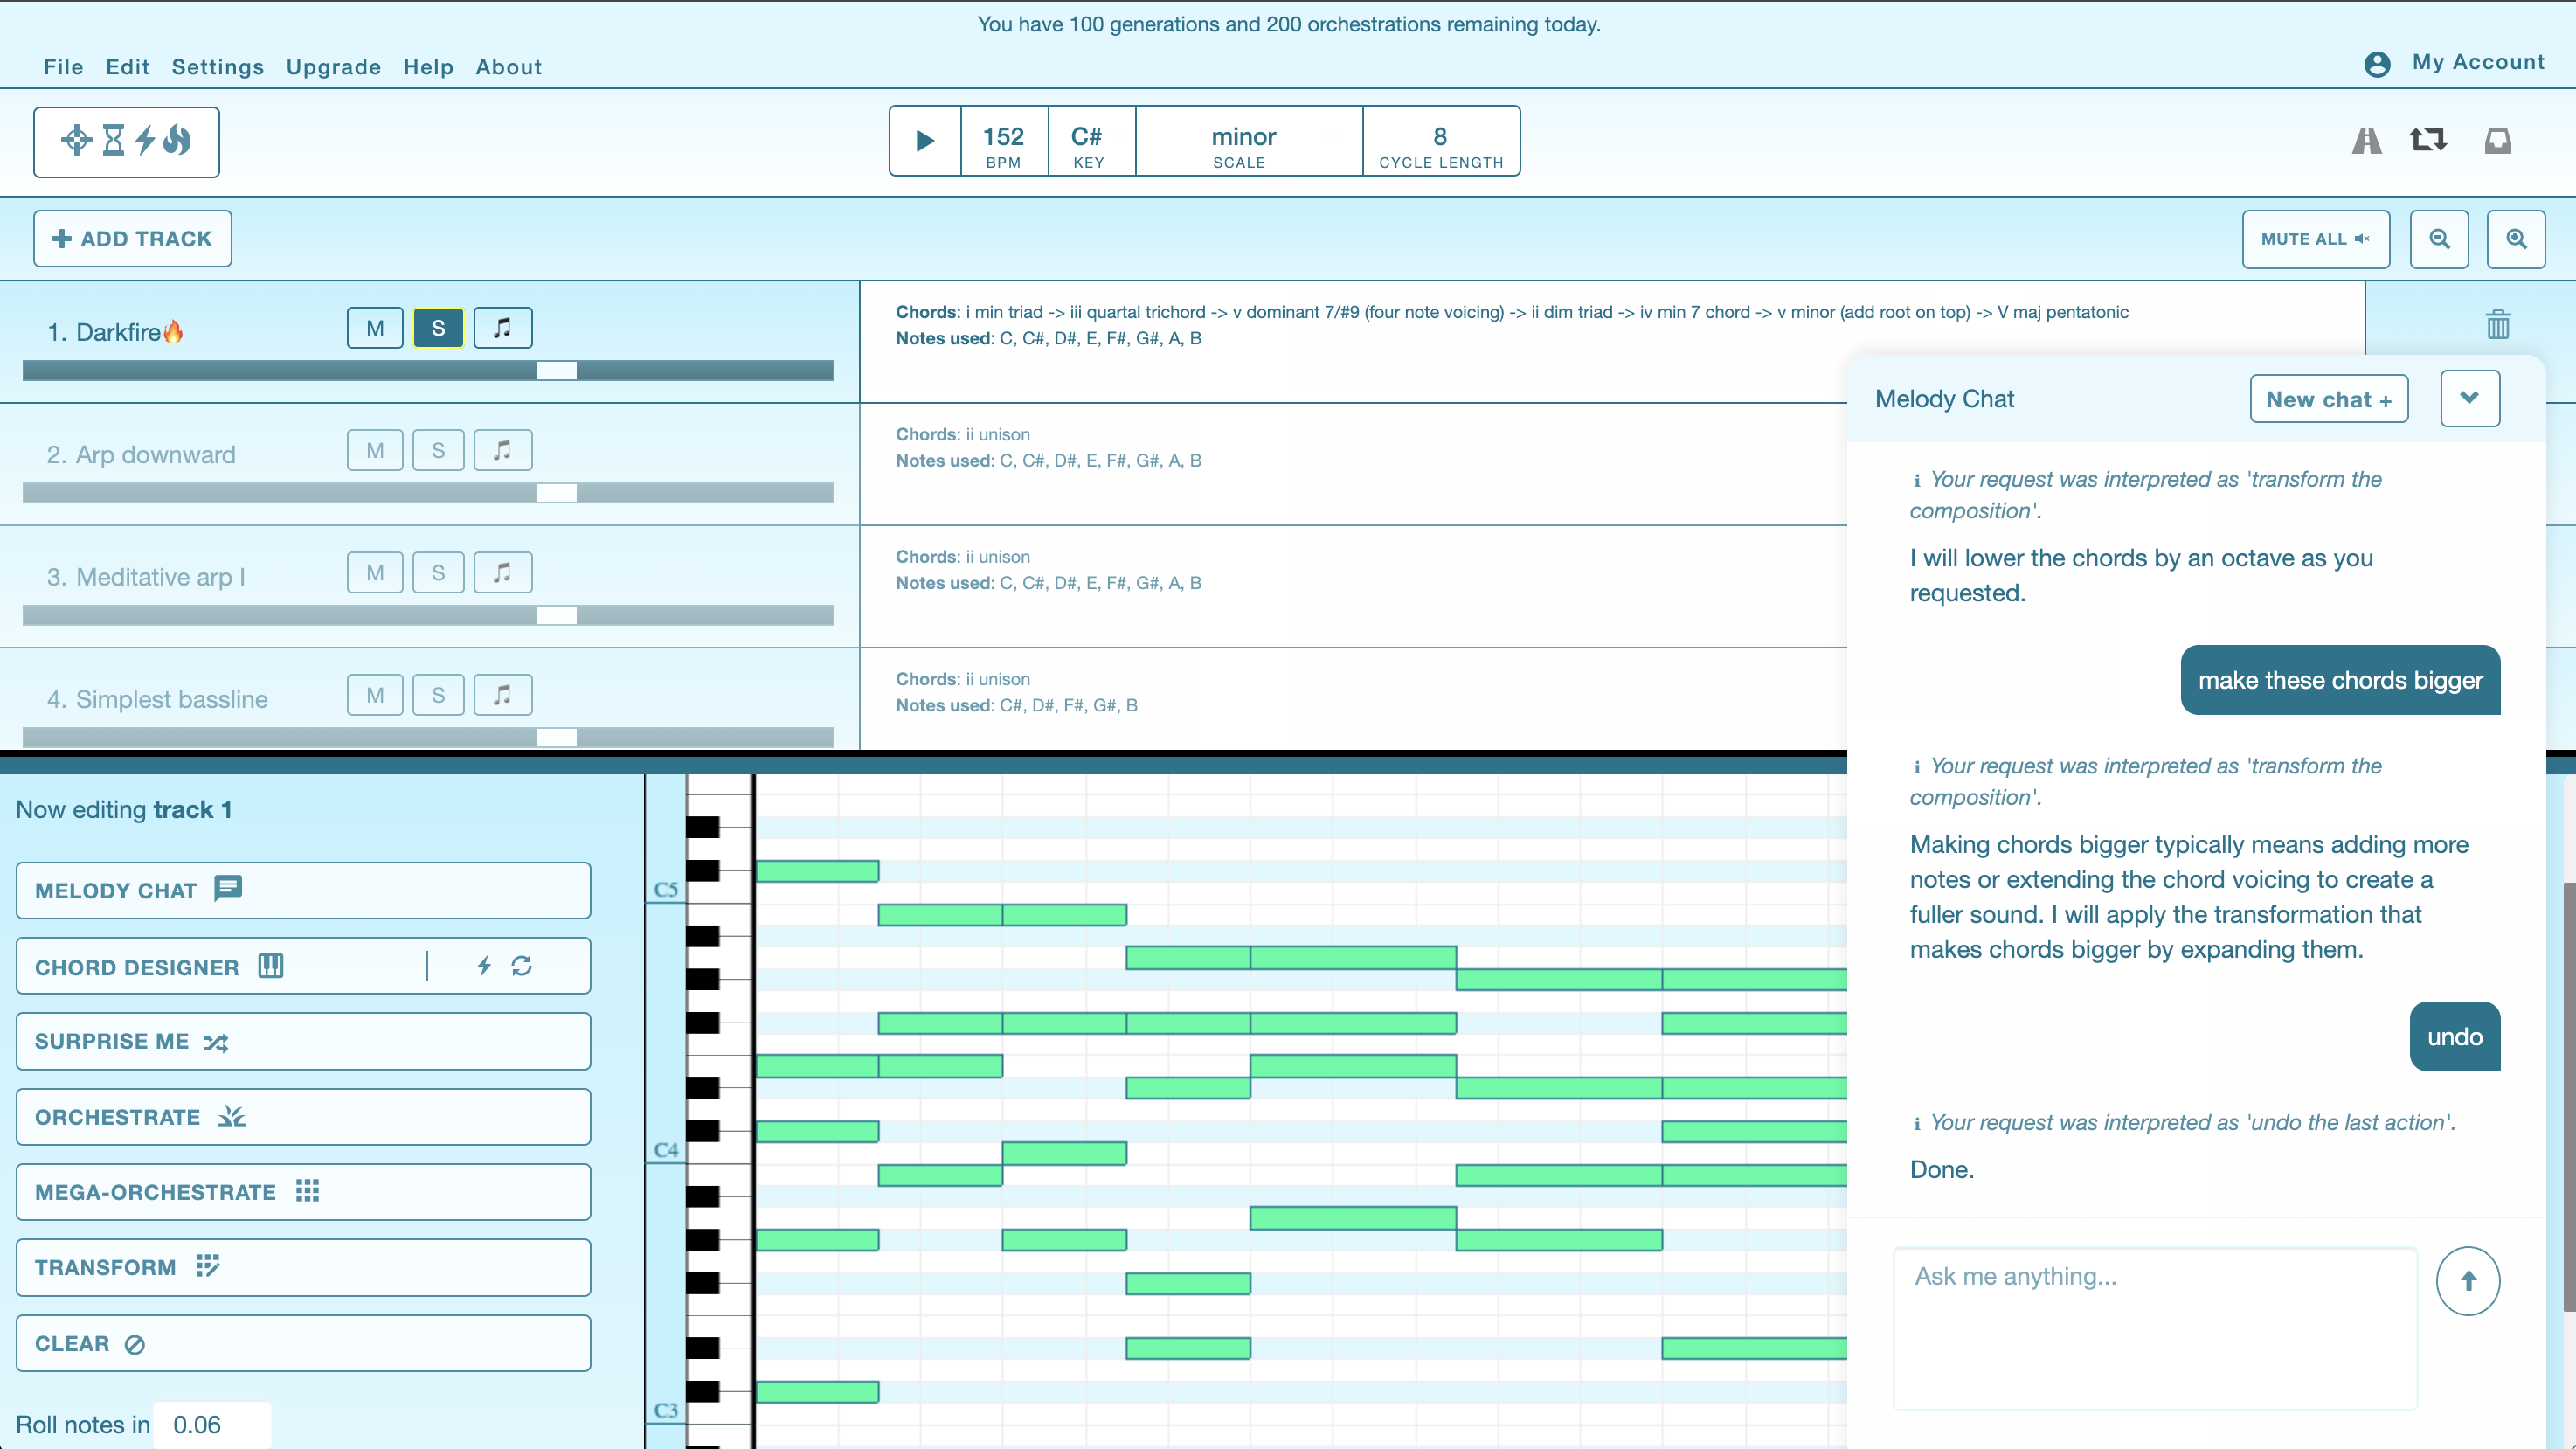 You have 100 generations and 200 orchestrations remaining today.
File Edit Settings Upgrade Help About
My Account
152
BPM
C#
KEY
minor
SCALE
8
CYCLE LENGTH
ADD TRACK
MUTE ALL
1. Darkfire🔥
M S
Chords: i min triad -> iii quartal trichord -> v dominant 7/#9 (four note voicing) -> ii dim triad -> iv min 7 chord -> v minor (add root on top) -> V maj pentatonic
Notes used: C, C#, D#, E, F#, G#, A, B
2. Arp downward
M S
Chords: ii unison
Notes used: C, C#, D#, E, F#, G#, A, B
3. Meditative arp I
M S
Chords: ii unison
Notes used: C, C#, D#, E, F#, G#, A, B
4. Simplest bassline
M S
Chords: ii unison
Notes used: C#, D#, F#, G#, B
Now editing track 1
MELODY CHAT
CHORD DESIGNER
SURPRISE ME
ORCHESTRATE
MEGA-ORCHESTRATE
TRANSFORM
CLEAR
Roll notes in 0.06
C5
C4
C3
Melody Chat
New chat +
Your request was interpreted as 'transform the
composition'.
I will lower the chords by an octave as you
requested.
make these chords bigger
Your request was interpreted as 'transform the
composition'.
Making chords bigger typically means adding more
notes or extending the chord voicing to create a
fuller sound. I will apply the transformation that
makes chords bigger by expanding them.
undo
Your request was interpreted as 'undo the last action'.
Done.
Ask me anything...